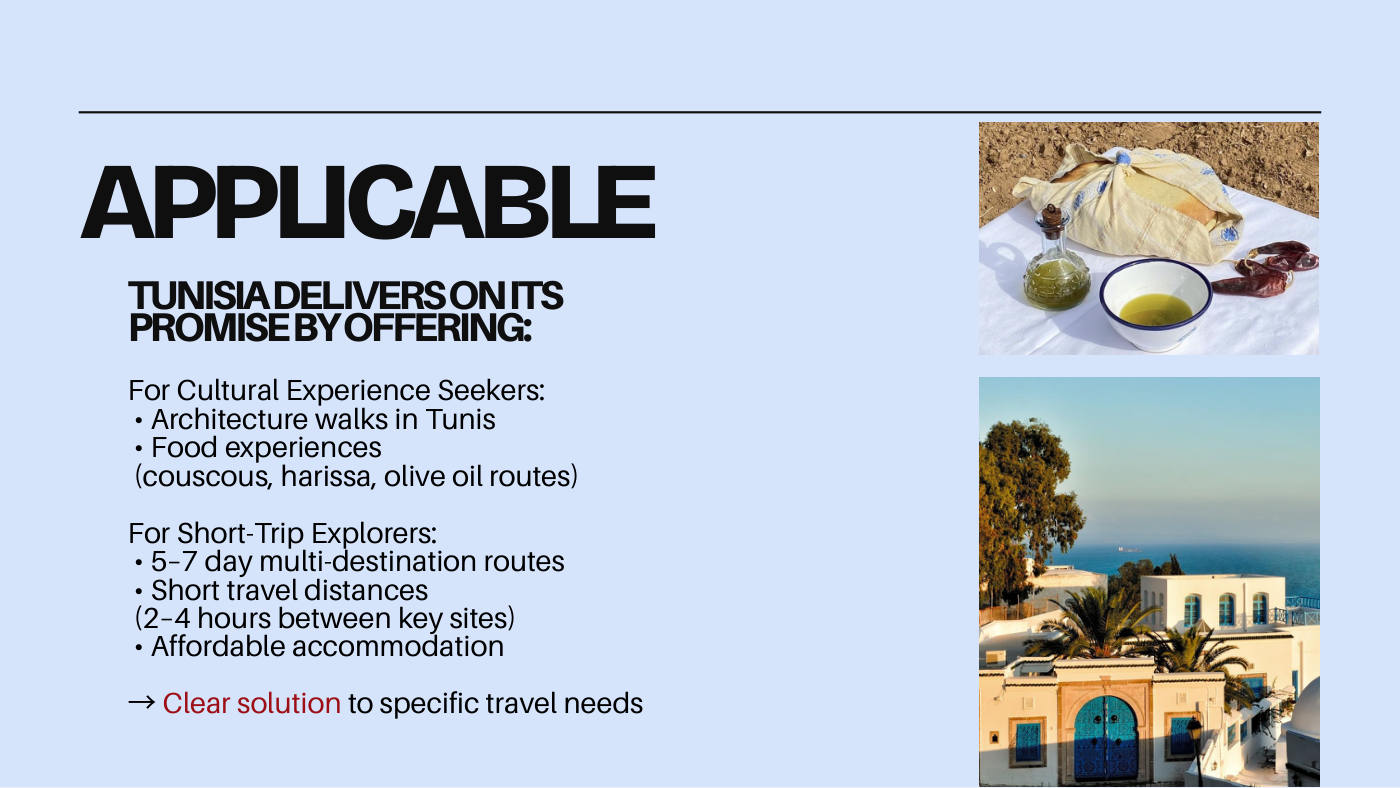 APPLICABLE
TUNISIA DELIVERS ON ITS
PROMISE BY OFFERING:
For Cultural Experience Seekers:
• Architecture walks in Tunis
• Food experiences
(couscous, harissa, olive oil routes)
For Short-Trip Explorers:
• 5–7 day multi-destination routes
• Short travel distances
(2–4 hours between key sites)
• Affordable accommodation
→ Clear solution to specific travel needs